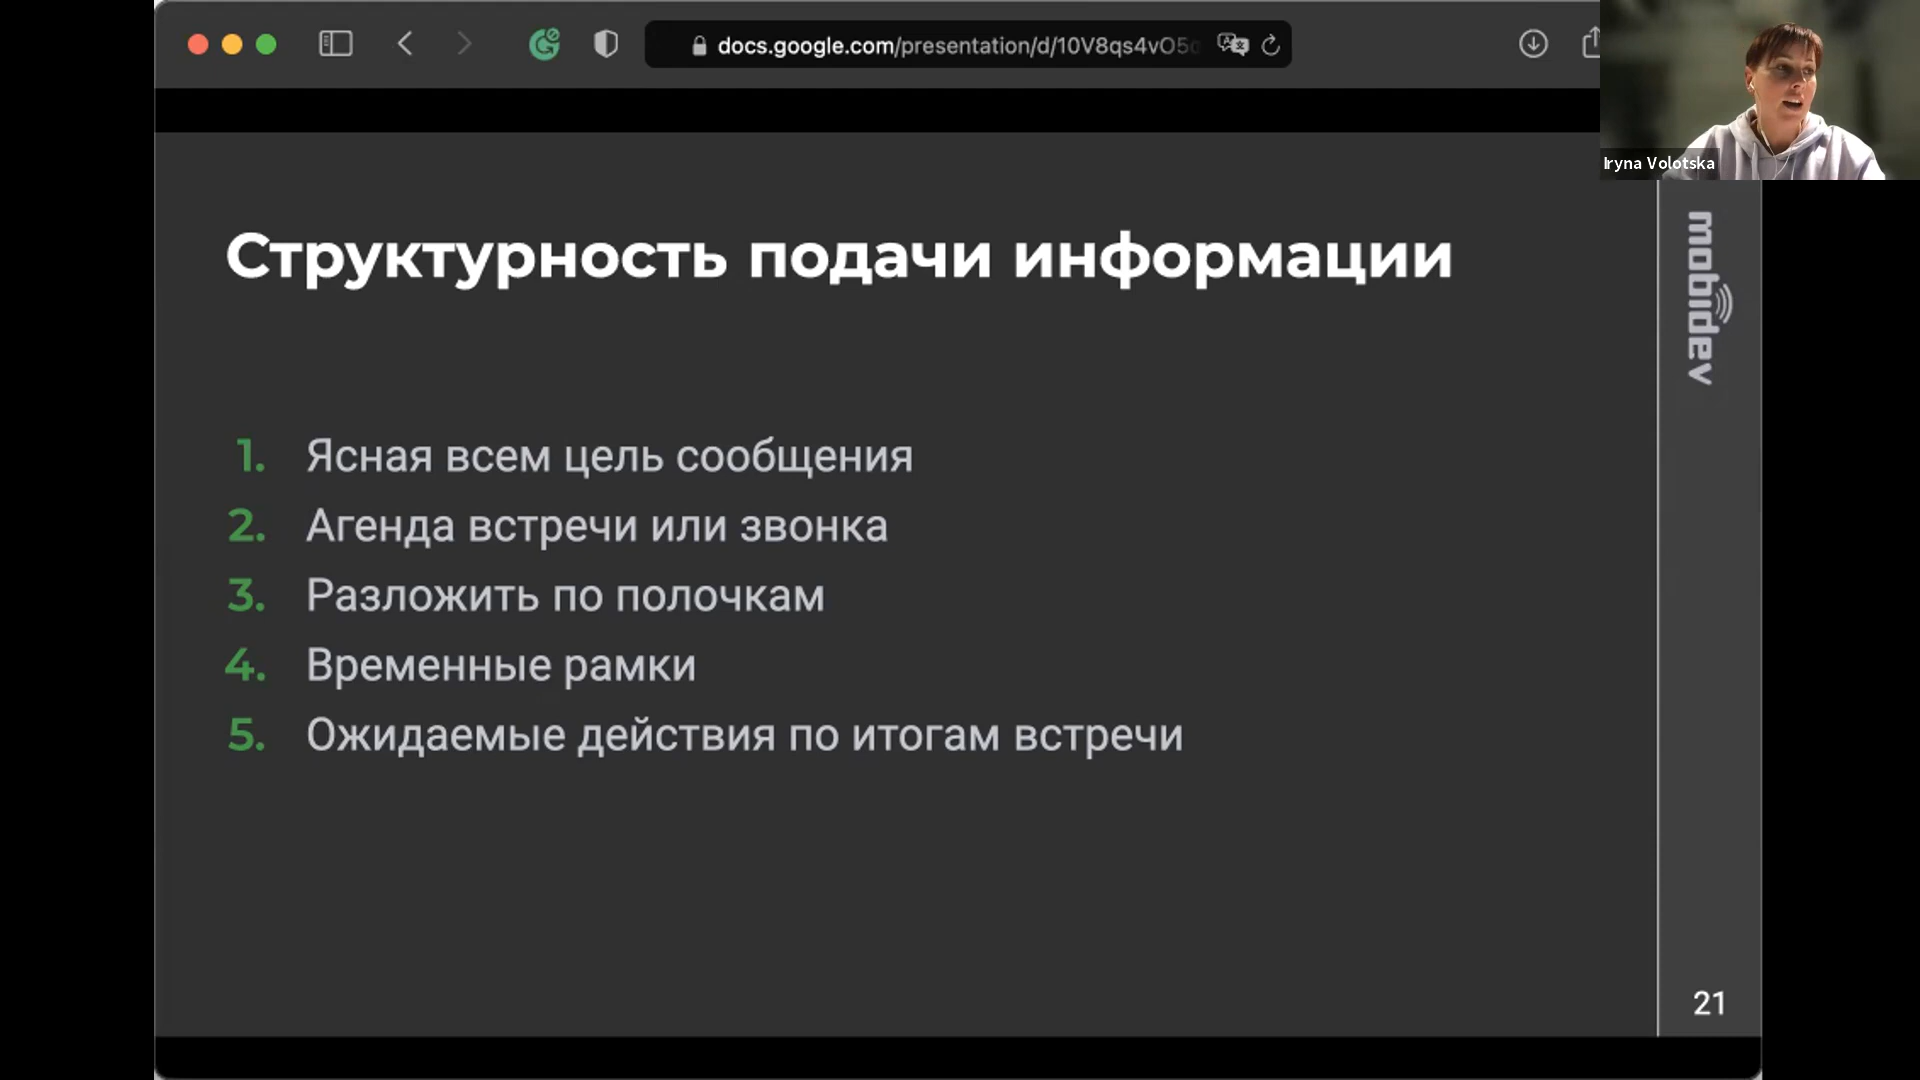 docs.google.com/presentation/d/10V8qs4vO5
Iryna Volotska
mobidev
Структурность подачи информации
1. Ясная всем цель сообщения
2. Агенда встречи или звонка
3. Разложить по полочкам
4. Временные рамки
5. Ожидаемые действия по итогам встречи
21